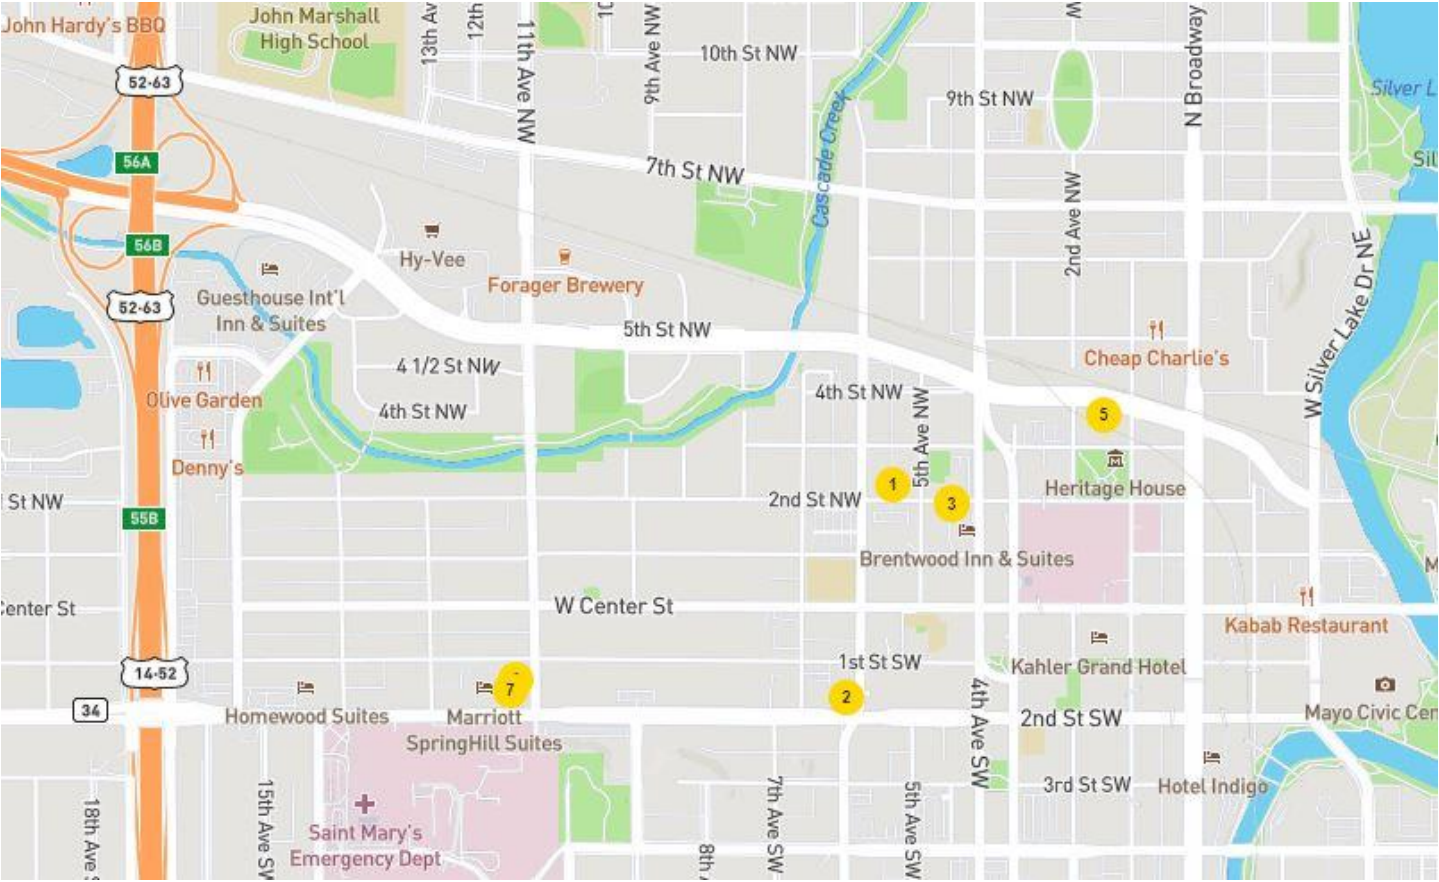 John Hardy's BBQ
John Marshall
High School
13th Av
12th
11th Ave NW
10
9th Ave NW
10th St NW
N Broadway
52-63
9th St NW
Silver L
56A
7th St NW
Cascade Creek
Sil
2nd Ave NW
56B
Hy-Vee
Forager Brewery
Guesthouse Int'l
Inn & Suites
52-63
5th St NW
W Silver Lake Dr NE
Cheap Charlie's
4 1/2 St NW
Olive Garden
4th St NW
4th St NW
5th Ave NW
5
Denny's
1
Heritage House
St NW
2nd St NW
3
55B
Brentwood Inn & Suites
M
Center St
W Center St
Kabab Restaurant
1st St SW
Kahler Grand Hotel
14-52
7
2
34
Homewood Suites
Marriott
SpringHill Suites
4th Ave SW
2nd St SW
Mayo Civic Cen
3rd St SW
Hotel Indigo
18th Ave S
15th Ave SW
Saint Mary's
Emergency Dept
8th
7th Ave SW
5th Ave SW